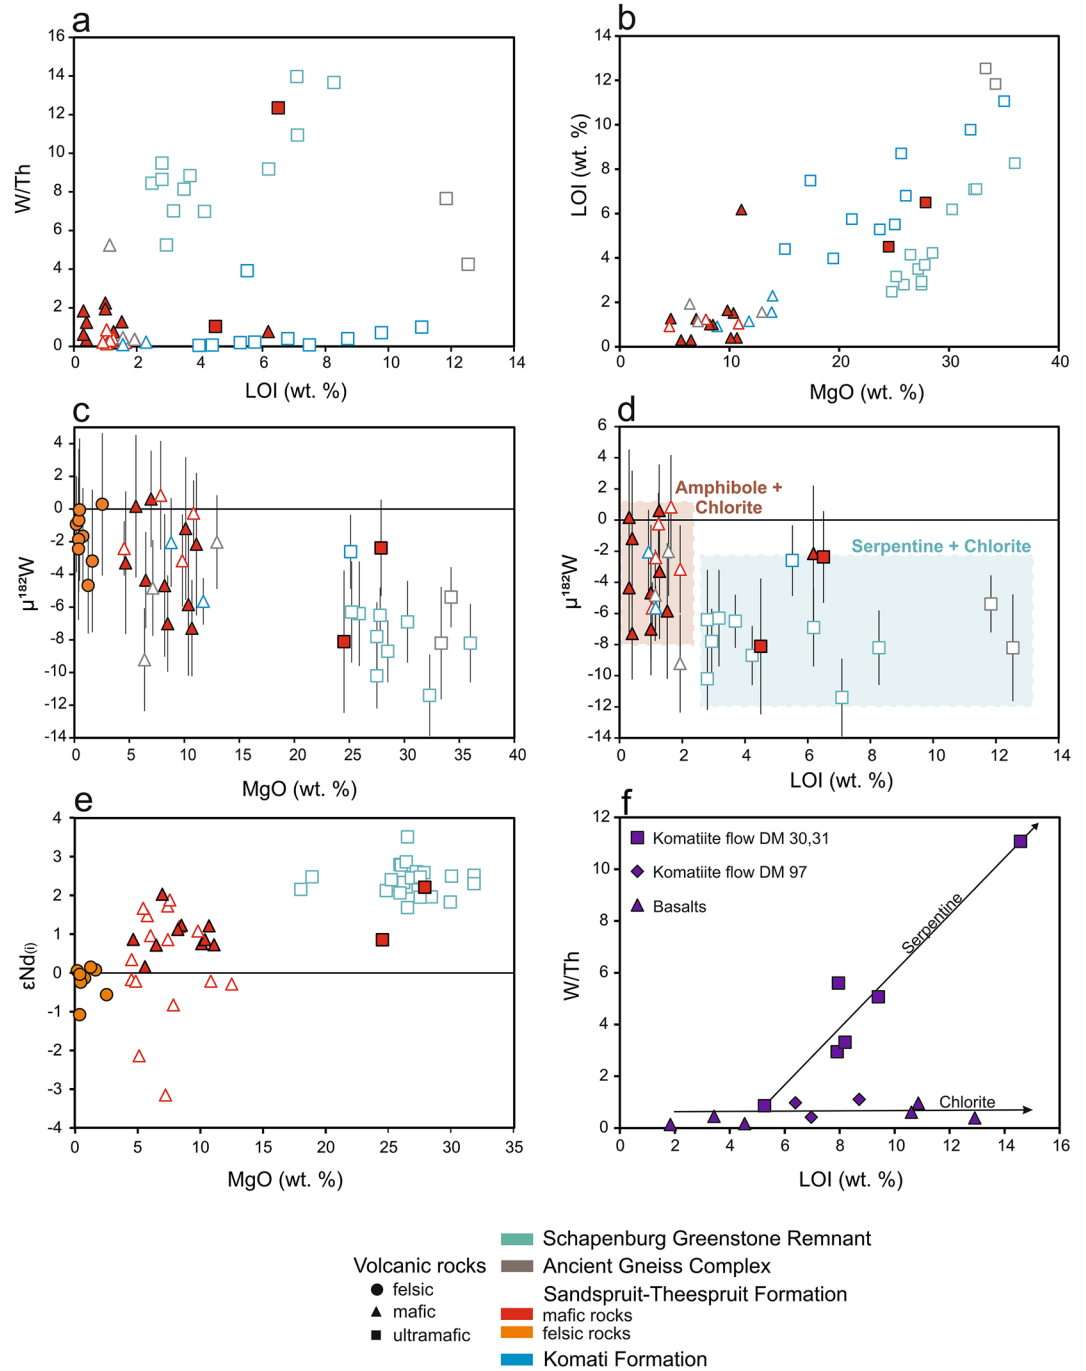 a
16
14
12
10
8
6
4
2
0
W/Th
0 2 4 6 8 10 12 14
LOI (wt. %)
b
14
12
10
8
6
4
2
0
LOI (wt. %)
0 10 20 30 40
MgO (wt. %)
c
4
2
0
-2
-4
-6
-8
-10
-12
-14
μ¹⁸²W
0 5 10 15 20 25 30 35 40
MgO (wt. %)
d
6
4
2
0
-2
-4
-6
-8
-10
-12
-14
μ¹⁸²W
Amphibole +
Chlorite
Serpentine + Chlorite
0 2 4 6 8 10 12 14
LOI (wt. %)
e
4
3
2
1
0
-1
-2
-3
-4
εNd(i)
0 5 10 15 20 25 30 35
MgO (wt. %)
f
12
10
8
6
4
2
0
W/Th
Komatiite flow DM 30,31
Komatiite flow DM 97
Basalts
Serpentine
Chlorite
0 2 4 6 8 10 12 14 16
LOI (wt. %)
Volcanic rocks
felsic
mafic
ultramafic
Schapenburg Greenstone Remnant
Ancient Gneiss Complex
Sandspruit-Theespruit Formation
mafic rocks
felsic rocks
Komati Formation